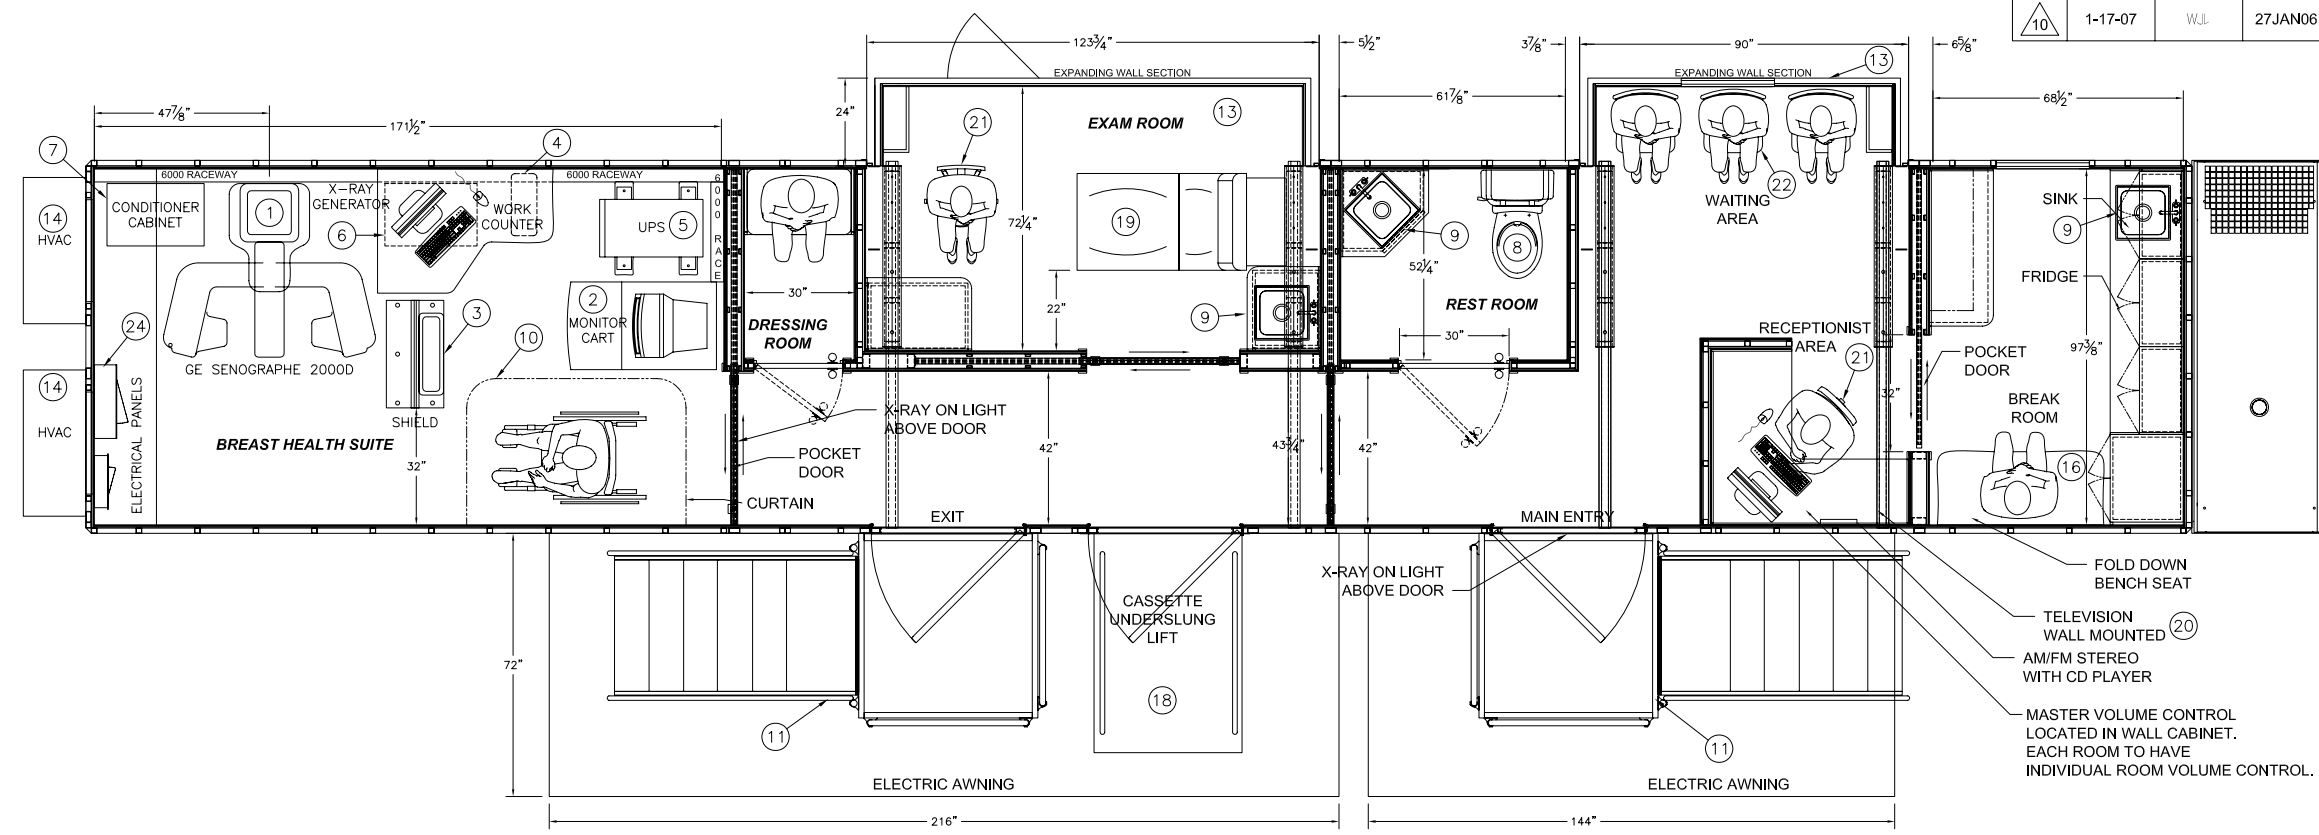 10
1-17-07
WJL
27JAN06
123¾"
5½"
3⅞"
90"
6⅝"
EXPANDING WALL SECTION
EXPANDING WALL SECTION
13
47⅞"
24"
61⅞"
68½"
171½"
21
EXAM ROOM
13
7
4
6000 RACEWAY
6000 RACEWAY
6000 RACE
X-RAY
GENERATOR
CONDITIONER
CABINET
1
WORK
COUNTER
UPS
5
14
HVAC
6
72¼"
19
9
8
22
WAITING
AREA
SINK
9
52¼"
FRIDGE
2
MONITOR
CART
3
30"
DRESSING
ROOM
22"
9
REST ROOM
30"
RECEPTIONIST
AREA
21
97⅜"
POCKET
DOOR
24
10
GE SENOGRAPHE 2000D
14
HVAC
ELECTRICAL PANELS
SHIELD
BREAST HEALTH SUITE
32"
X-RAY ON LIGHT
ABOVE DOOR
POCKET
DOOR
42"
43¾"
42"
32"
BREAK
ROOM
16
CURTAIN
EXIT
MAIN ENTRY
X-RAY ON LIGHT
ABOVE DOOR
FOLD DOWN
BENCH SEAT
CASSETTE
UNDERSLUNG
LIFT
TELEVISION
WALL MOUNTED
20
72"
AM/FM STEREO
WITH CD PLAYER
18
11
11
MASTER VOLUME CONTROL
LOCATED IN WALL CABINET.
EACH ROOM TO HAVE
INDIVIDUAL ROOM VOLUME CONTROL.
ELECTRIC AWNING
ELECTRIC AWNING
216"
144"